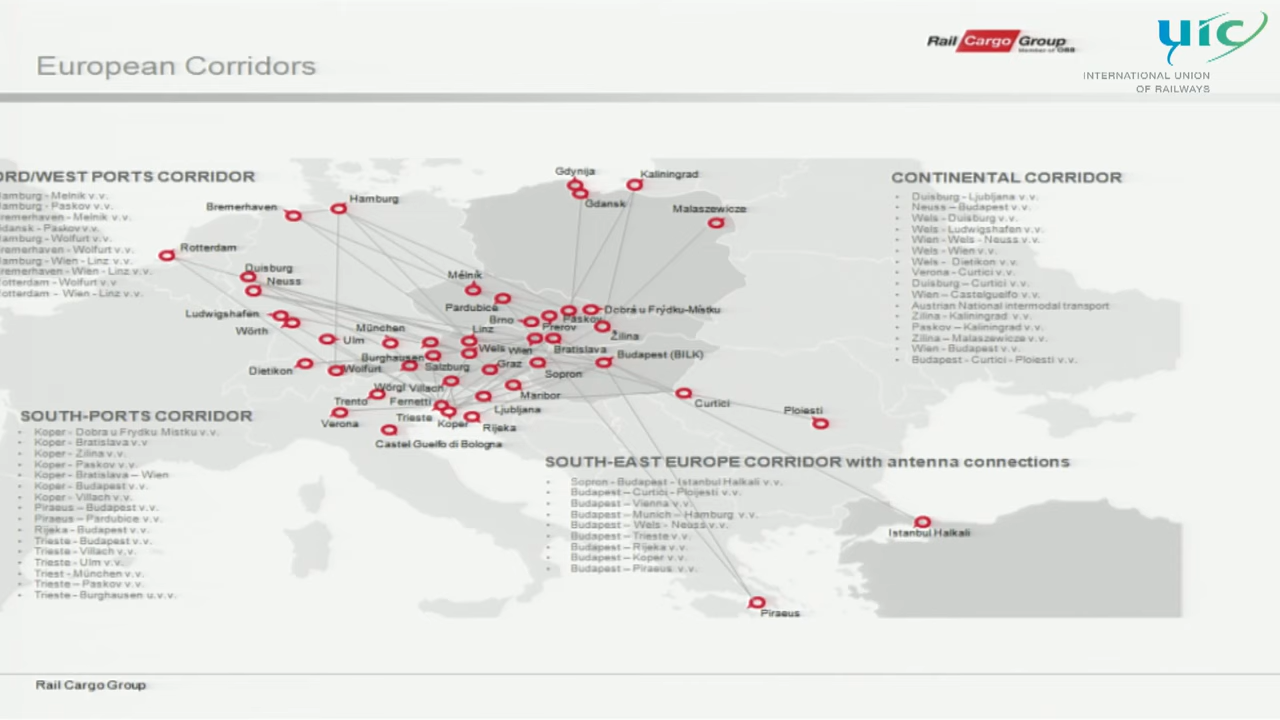 European Corridors
Rail Cargo Group
Member of ÖBB
uic
INTERNATIONAL UNION
OF RAILWAYS
ORD/WEST PORTS CORRIDOR
Hamburg - Melnik v.v.
Hamburg - Paskov v.v.
Bremerhaven - Melnik v.v.
Gdansk - Paskov v.v.
Hamburg - Wolfurt v.v.
Bremerhaven - Wolfurt v.v.
Hamburg - Wien - Linz v.v.
Bremerhaven - Wien - Linz v.v.
Rotterdam - Wolfurt v.v
Rotterdam - Wien - Linz v.v.
SOUTH-PORTS CORRIDOR
Koper - Dobra u Frydku Mistku v.v.
Koper - Bratislava v.v
Koper - Zilina v.v.
Koper - Paskov v.v.
Koper - Bratislava – Wien
Koper - Budapest v.v.
Koper - Villach v.v.
Piraeus – Budapest v.v.
Piraeus – Pardubice v.v.
Rijeka - Budapest v.v.
Trieste - Budapest v.v.
Trieste - Villach v.v.
Trieste - Ulm v.v.
Triest - München v.v.
Trieste – Paskov v.v.
Trieste - Burghausen u.v.v.
Gdynija
Kaliningrad
Gdansk
Malaszewicze
Hamburg
Bremerhaven
Rotterdam
Duisburg
Neuss
Mělník
Pardubice
Ludwigshafen
Wörth
München
Ulm
Linz
Brno
Prerov
Paskov
Dobrá u Frýdku-Místku
Žilina
Burghausen
Salzburg
Wels
Wien
Bratislava
Budapest (BILK)
Dietikon
Wolfurt
Graz
Sopron
Wörgl
Villach
Maribor
Trento
Fernetti
Verona
Trieste
Koper
Ljubljana
Rijeka
Castel Guelfo di Bologna
Curtici
Ploiesti
Istanbul Halkali
Piraeus
CONTINENTAL CORRIDOR
Duisburg - Ljubljana v.v.
Neuss – Budapest v.v.
Wels - Duisburg v.v.
Wels - Ludwigshafen v.v.
Wien - Wels - Neuss v.v.
Wels - Wien v.v.
Wels - Dietikon v.v.
Verona - Curtici v.v.
Duisburg – Curtici v.v.
Wien – Castelguelfo v.v.
Austrian National intermodal transport
Zilina - Kaliningrad v.v.
Paskov – Kaliningrad v.v.
Zilina – Malaszewicze v.v.
Wien - Budapest v.v.
Budapest - Curtici - Ploiesti v.v.
SOUTH-EAST EUROPE CORRIDOR with antenna connections
Sopron - Budapest - Istanbul Halkali v.v.
Budapest – Curtici - Plojesti v.v.
Budapest – Vienna v.v.
Budapest – Munich – Hamburg v.v.
Budapest – Wels - Neuss v.v.
Budapest – Trieste v.v.
Budapest – Rijeka v.v.
Budapest – Koper v.v.
Budapest – Piraeus v.v.
Rail Cargo Group